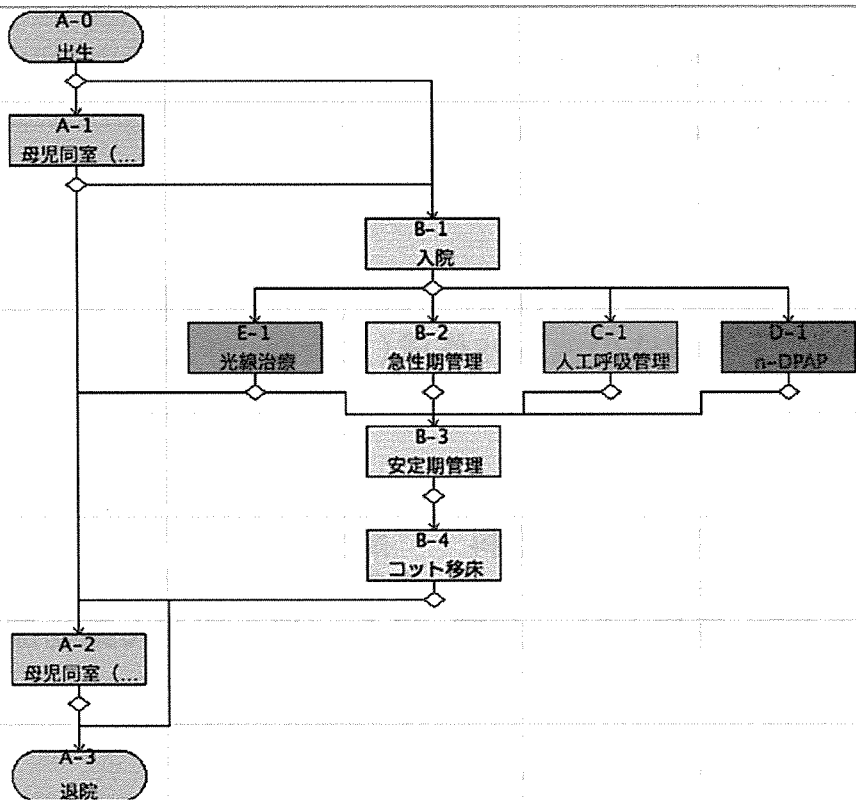 A-0
出生
A-1
母児同室（...
B-1
入院
E-1
光線治療
B-2
急性期管理
C-1
人工呼吸管理
D-1
n-DPAP
B-3
安定期管理
B-4
コット移床
A-2
母児同室（...
A-3
退院